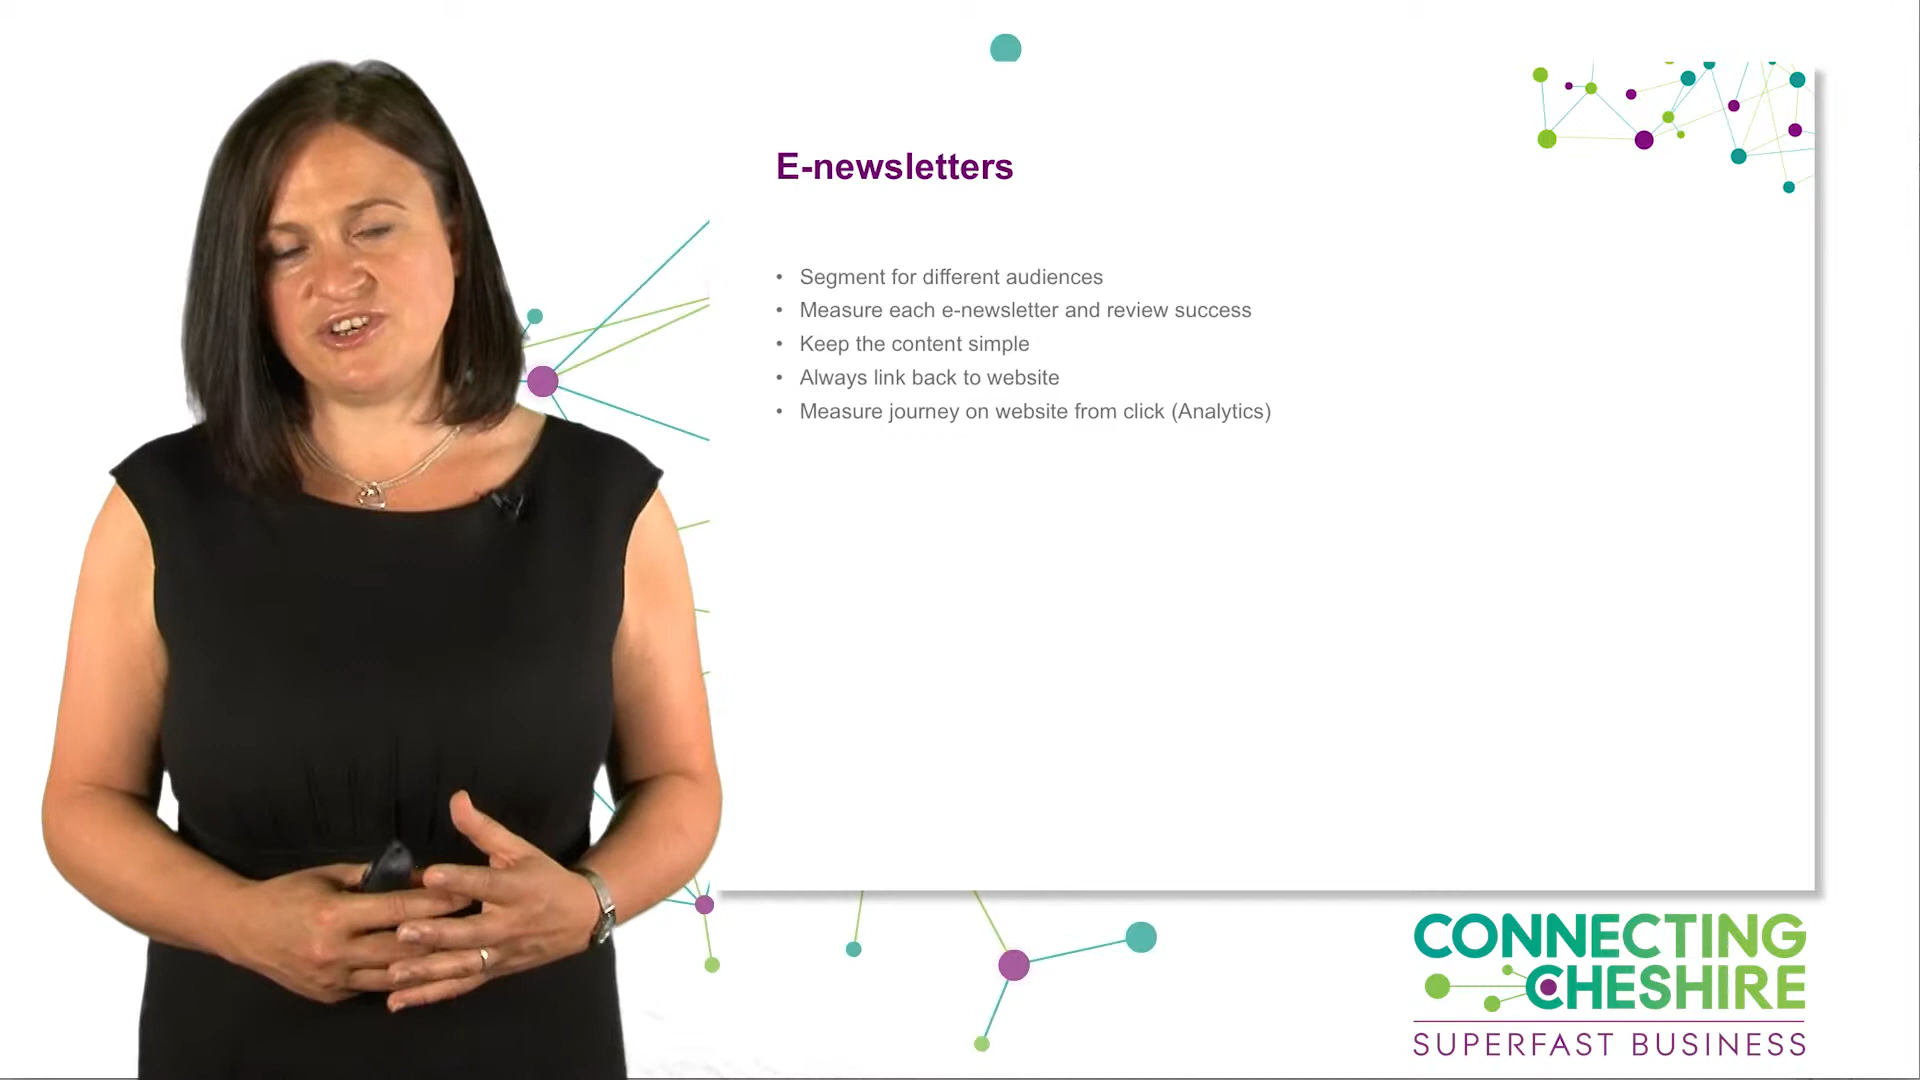 E-newsletters
• Segment for different audiences
• Measure each e-newsletter and review success
• Keep the content simple
• Always link back to website
• Measure journey on website from click (Analytics)
CONNECTING
CHESHIRE
SUPERFAST BUSINESS